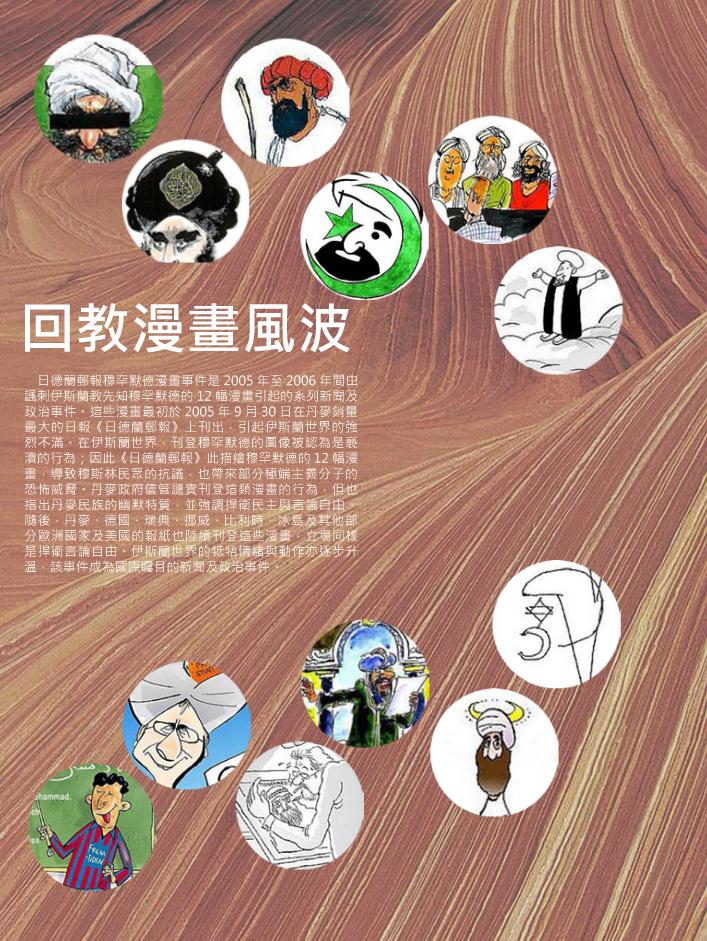 回教漫畫風波
日德蘭郵報穆罕默德漫畫事件是 2005 年至 2006 年間由
諷刺伊斯蘭教先知穆罕默德的 12 幅漫畫引起的系列新聞及
政治事件。這些漫畫最初於 2005 年 9 月 30 日在丹麥銷量
最大的日報《日德蘭郵報》上刊出，引起伊斯蘭世界的強
烈不滿。在伊斯蘭世界，刊登穆罕默德的圖像被認為是褻
瀆的行為；因此《日德蘭郵報》此描繪穆罕默德的 12 幅漫
畫，導致穆斯林民眾的抗議，也帶來部分極端主義分子的
恐怖威脅。丹麥政府儘管譴責刊登這類漫畫的行為，但也
指出丹麥民族的幽默特質，並強調捍衛民主與言論自由。
隨後，丹麥、德國、瑞典、挪威、比利時、冰島及其他部
分歐洲國家及美國的報紙也陸續刊登這些漫畫，立場同樣
是捍衛言論自由。伊斯蘭世界的牴牾情緒與動作亦逐步升
溫，該事件成為國際矚目的新聞及政治事件。
hammad,
FREM
-TIDEN